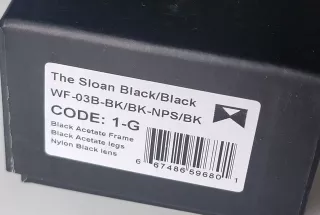 The Sloan Black/Black
WF-03B-BK/BK-NPS/BK
CODE: 1-G
Black Acetate Frame
Black Acetate legs
Nylon Black lens
6 67486 59680 1